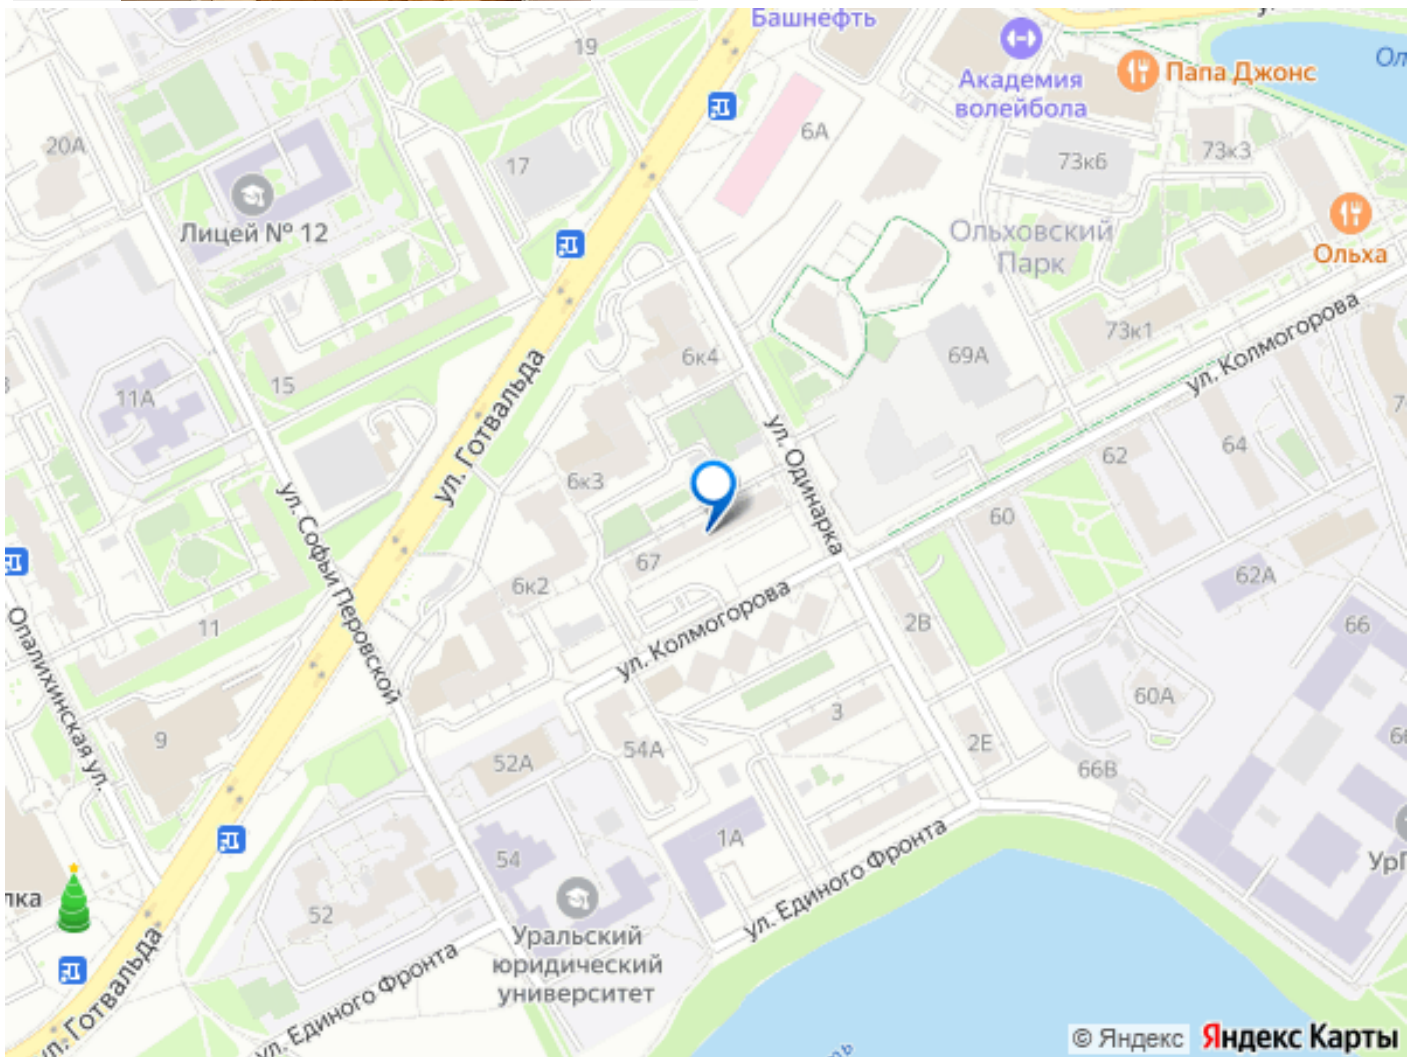 Башнефть
19
Академия
волейбола
Папа Джонс
Ол
6А
20А
17
73к6
73к3
Лицей № 12
Ольховский
Парк
Ольха
ул. Колмогорова
73к1
69А
6к4
15
11А
ул. Готвальда
ул. Одинарка
62
64
6к3
ул. Софьи Перовской
60
67
62А
6к2
66
11
Опалихинская ул.
ул. Колмогорова
2В
60А
3
9
52А
54А
2Е
66В
1А
54
ул. Единого Фронта
УрГ
лка
52
Уральский
юридический
университет
ул. Готвальда
ул. Единого Фронта
© Яндекс
Яндекс Карты